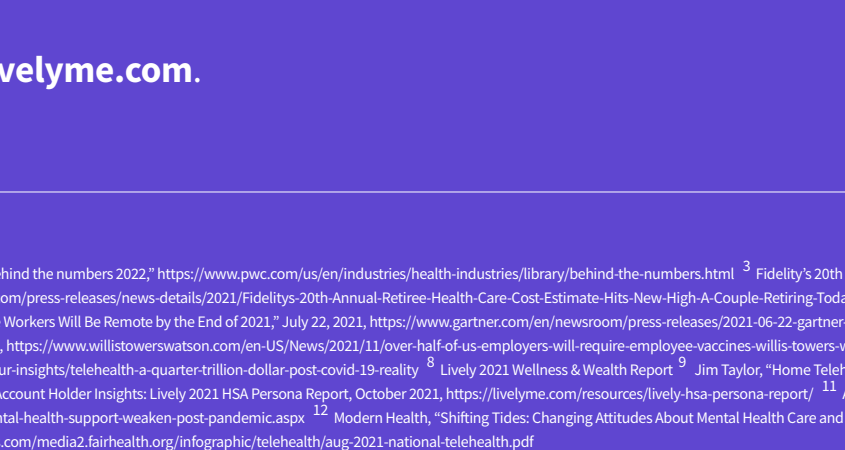 velyme.com.
ehind the numbers 2022,” https://www.pwc.com/us/en/industries/health-industries/library/behind-the-numbers.html 3 Fidelity’s 20th
om/press-releases/news-details/2021/Fidelitys-20th-Annual-Retiree-Health-Care-Cost-Estimate-Hits-New-High-A-Couple-Retiring-Toda
Workers Will Be Remote by the End of 2021,” July 22, 2021, https://www.gartner.com/en/newsroom/press-releases/2021-06-22-gartner-
, https://www.willistowerswatson.com/en-US/News/2021/11/over-half-of-us-employers-will-require-employee-vaccines-willis-towers-w
ur-insights/telehealth-a-quarter-trillion-dollar-post-covid-19-reality 8 Lively 2021 Wellness & Wealth Report 9 Jim Taylor, “Home Teleh
Account Holder Insights: Lively 2021 HSA Persona Report, October 2021, https://livelyme.com/resources/lively-hsa-persona-report/ 11
ntal-health-support-weaken-post-pandemic.aspx 12 Modern Health, “Shifting Tides: Changing Attitudes About Mental Health Care and
s.com/media2.fairhealth.org/infographic/telehealth/aug-2021-national-telehealth.pdf